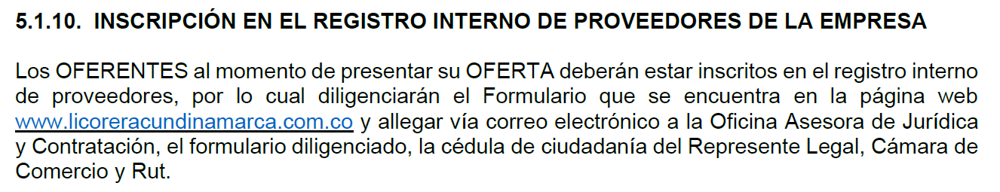 5.1.10. INSCRIPCIÓN EN EL REGISTRO INTERNO DE PROVEEDORES DE LA EMPRESA
Los OFERENTES al momento de presentar su OFERTA deberán estar inscritos en el registro interno
de proveedores, por lo cual diligenciarán el Formulario que se encuentra en la página web
www.licoreracundinamarca.com.co y allegar vía correo electrónico a la Oficina Asesora de Jurídica
y Contratación, el formulario diligenciado, la cédula de ciudadanía del Represente Legal, Cámara de
Comercio y Rut.